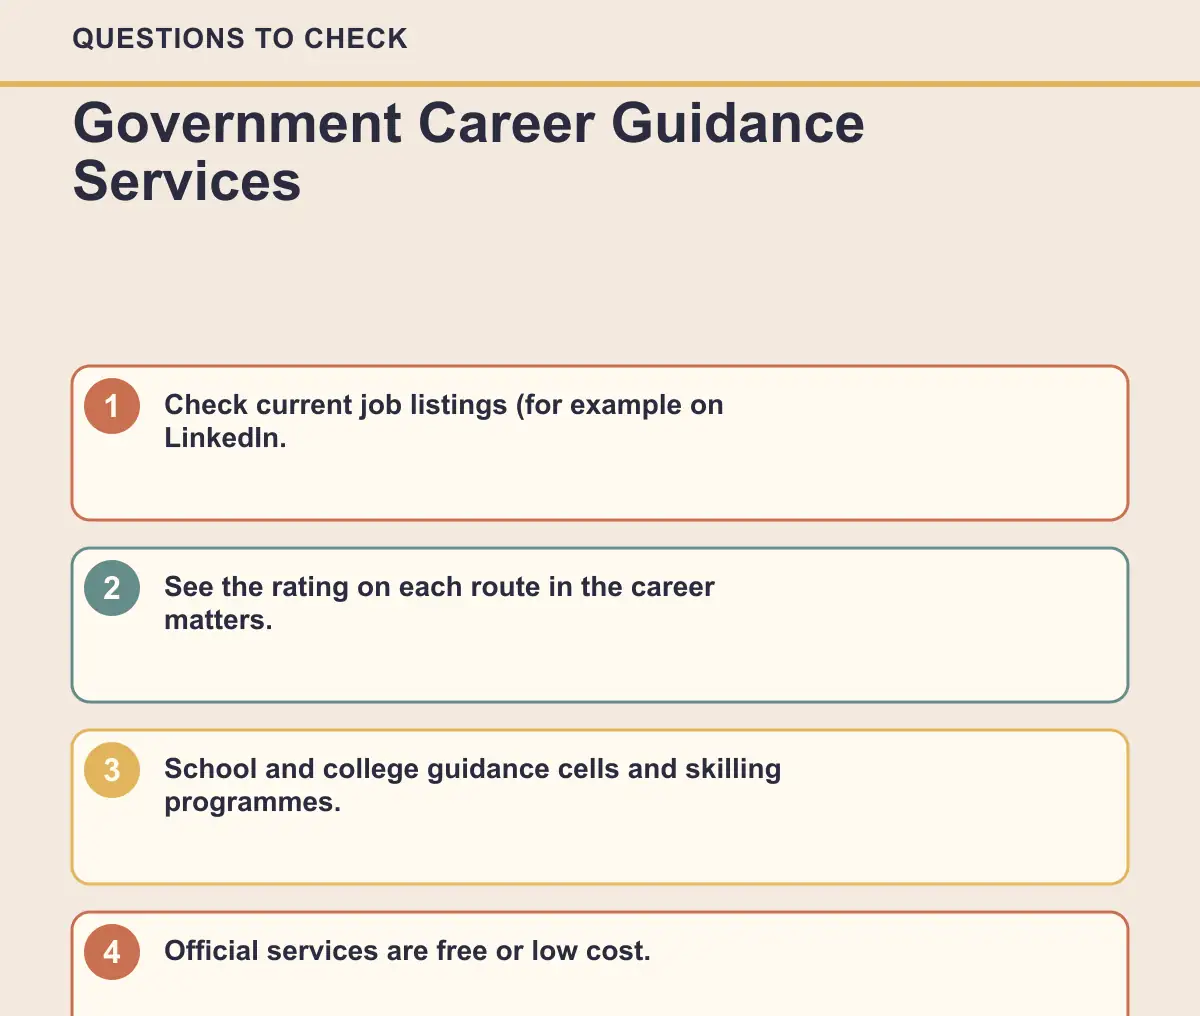 QUESTIONS TO CHECK
Government Career Guidance
Services
1
Check current job listings (for example on
LinkedIn.
2
See the rating on each route in the career
matters.
3
School and college guidance cells and skilling
programmes.
4
Official services are free or low cost.